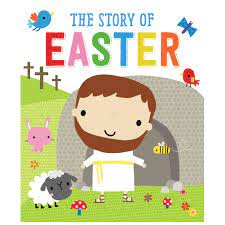 THE STORY OF
EASTER